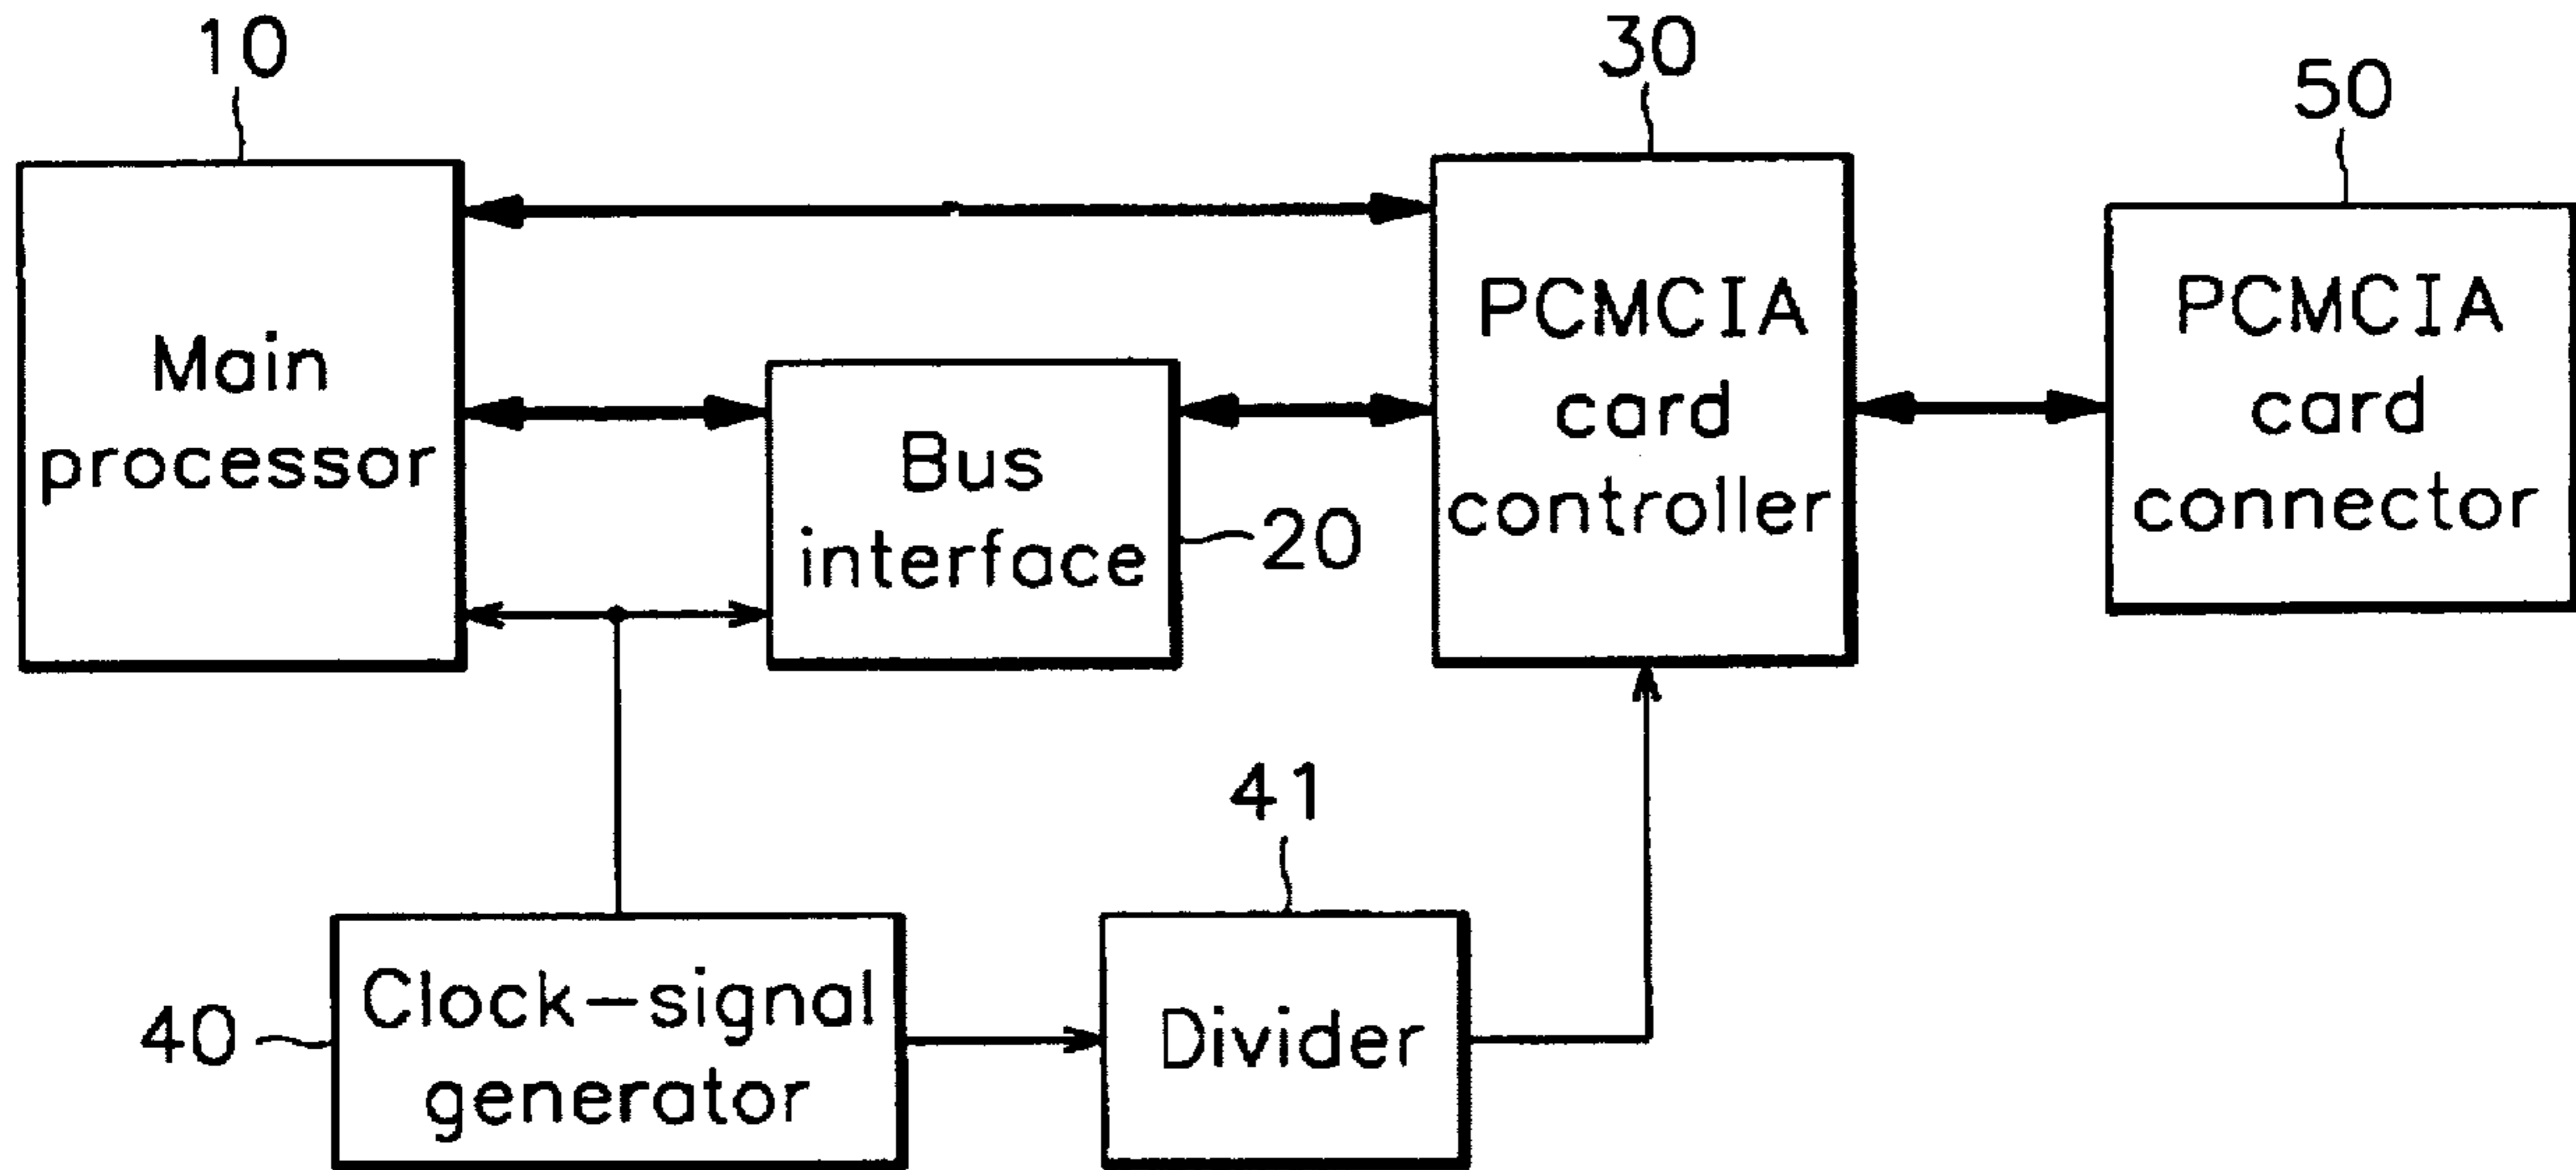 10
30
50
Main
processor
Bus
interface
20
PCMCIA
card
controller
PCMCIA
card
connector
41
40
Clock-signal
generator
Divider